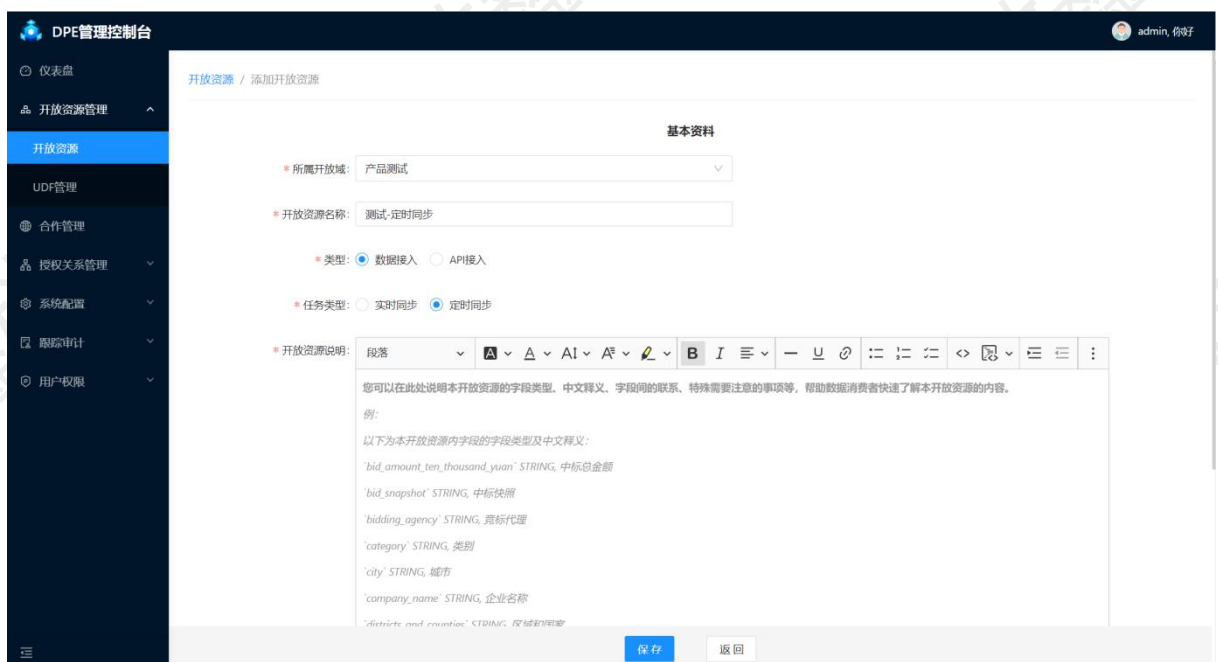 DPE管理控制台
admin, 你好
仪表盘
开放资源管理
开放资源
UDF管理
合作管理
授权关系管理
系统配置
跟踪审计
用户权限
开放资源 / 添加开放资源
基本资料
* 所属开放域: 产品测试
* 开放资源名称: 测试-定时同步
* 类型: 数据接入 API接入
* 任务类型: 实时同步 定时同步
* 开放资源说明: 段落
您可以在此处说明本开放资源的字段类型、中文释义、字段间的联系、特殊需要注意的事项等，帮助数据消费者快速了解本开放资源的内容。
例:
以下为本开放资源内字段的字段类型及中文释义:
`bid_amount_ten_thousand_yuan` STRING, 中标总金额
`bid_snapshot` STRING, 中标快照
`bidding_agency` STRING, 竞标代理
`category` STRING, 类别
`city` STRING, 城市
`company_name` STRING, 企业名称
`districts_and_counties` STRING, 区域和国家
保存 返回